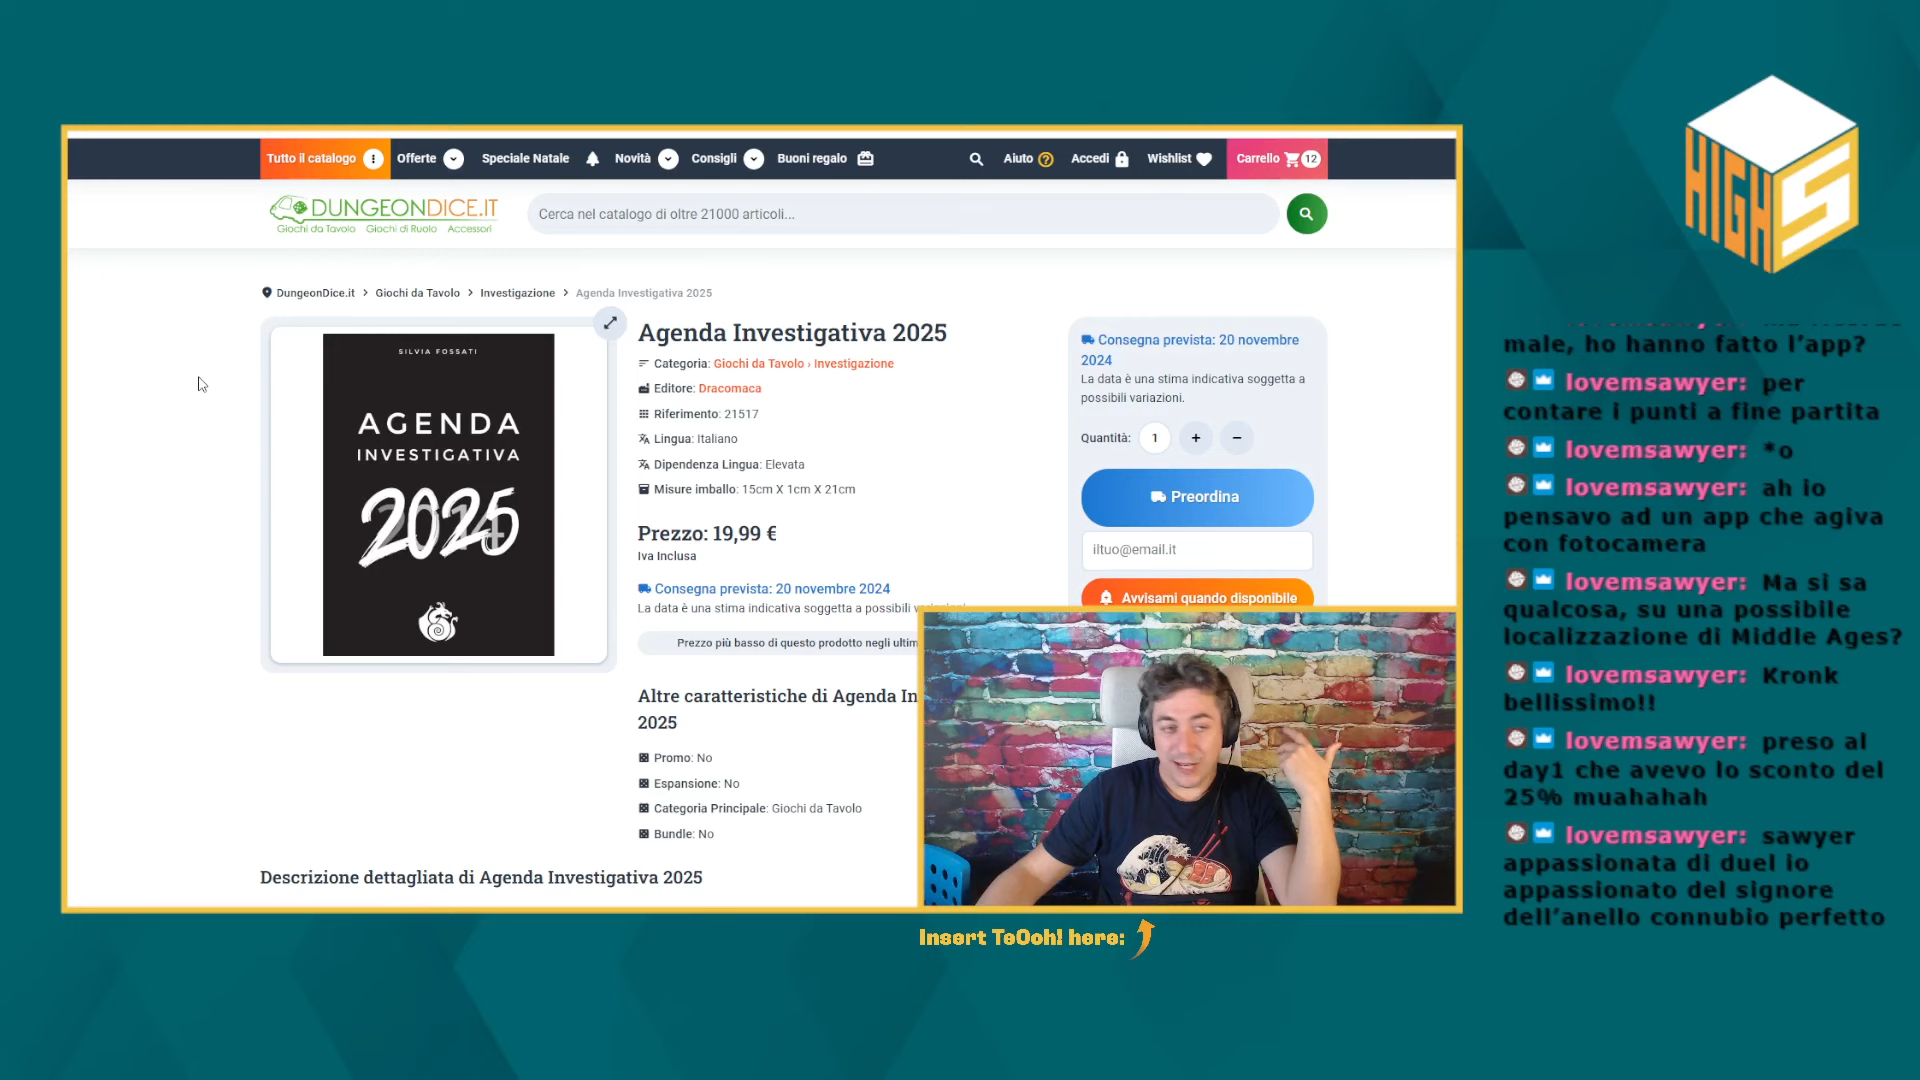 Tutto il catalogo
Offerte
Speciale Natale
Novità
Consigli
Buoni regalo
Aiuto
Accedi
Wishlist
Carrello 12
DUNGEONDICE.IT
Giochi da Tavolo Giochi di Ruolo Accessori
Cerca nel catalogo di oltre 21000 articoli...
DungeonDice.it > Giochi da Tavolo > Investigazione > Agenda Investigativa 2025
SILVIA FOSSATI
AGENDA
INVESTIGATIVA
2025
Agenda Investigativa 2025
Categoria: Giochi da Tavolo › Investigazione
Editore: Dracomaca
Riferimento: 21517
Lingua: Italiano
Dipendenza Lingua: Elevata
Misure imballo: 15cm X 1cm X 21cm
Prezzo: 19,99 €
Iva Inclusa
Consegna prevista: 20 novembre 2024
La data è una stima indicativa soggetta a possibili
Prezzo più basso di questo prodotto negli ultim
Altre caratteristiche di Agenda In
2025
Promo: No
Espansione: No
Categoria Principale: Giochi da Tavolo
Bundle: No
Descrizione dettagliata di Agenda Investigativa 2025
Consegna prevista: 20 novembre
2024
La data è una stima indicativa soggetta a
possibili variazioni.
Quantità: 1 + −
Preordina
iltuo@email.it
Avvisami quando disponibile
Insert TeOoh! here:
HIGH 5
male, ho hanno fatto l'app?
lovemsawyer: per
contare i punti a fine partita
lovemsawyer: *o
lovemsawyer: ah io
pensavo ad un app che agiva
con fotocamera
lovemsawyer: Ma si sa
qualcosa, su una possibile
localizzazione di Middle Ages?
lovemsawyer: Kronk
bellissimo!!
lovemsawyer: preso al
day1 che avevo lo sconto del
25% muahahah
lovemsawyer: sawyer
appassionata di duel io
appassionato del signore
dell'anello connubio perfetto